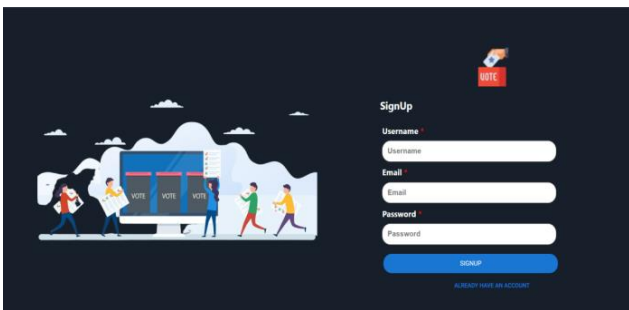 VOTE
VOTE VOTE VOTE
SignUp
Username *
Username
Email *
Email
Password *
Password
SIGNUP
ALREADY HAVE AN ACCOUNT